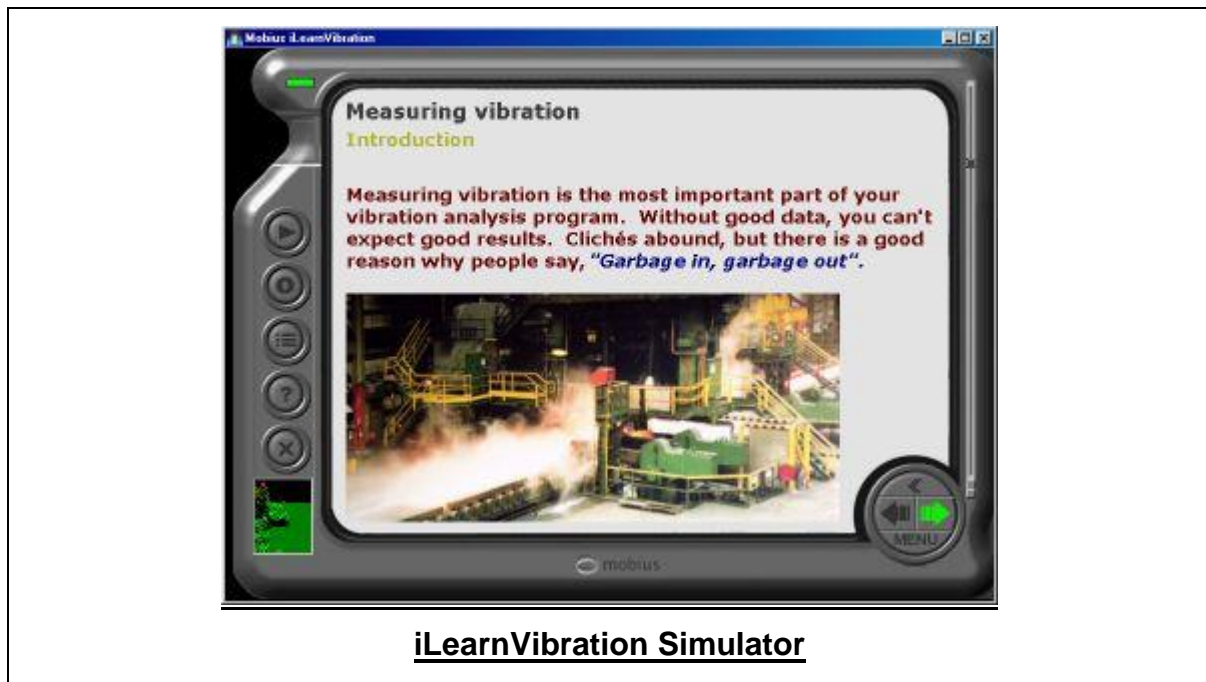 Mobius iLearnVibration
Measuring vibration
Introduction
Measuring vibration is the most important part of your
vibration analysis program.  Without good data, you can't
expect good results.  Clichés abound, but there is a good
reason why people say, "Garbage in, garbage out".
MENU
mobius
iLearnVibration Simulator